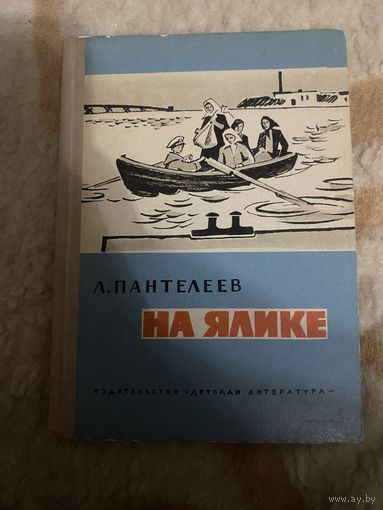 Л. ПАНТЕЛЕЕВ
НА ЯЛИКЕ
ИЗДАТЕЛЬСТВО «ДЕТСКАЯ ЛИТЕРАТУРА»
www.ay.by